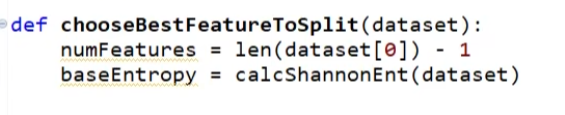 def chooseBestFeatureToSplit(dataset):
    numFeatures = len(dataset[0]) - 1
    baseEntropy = calcShannonEnt(dataset)